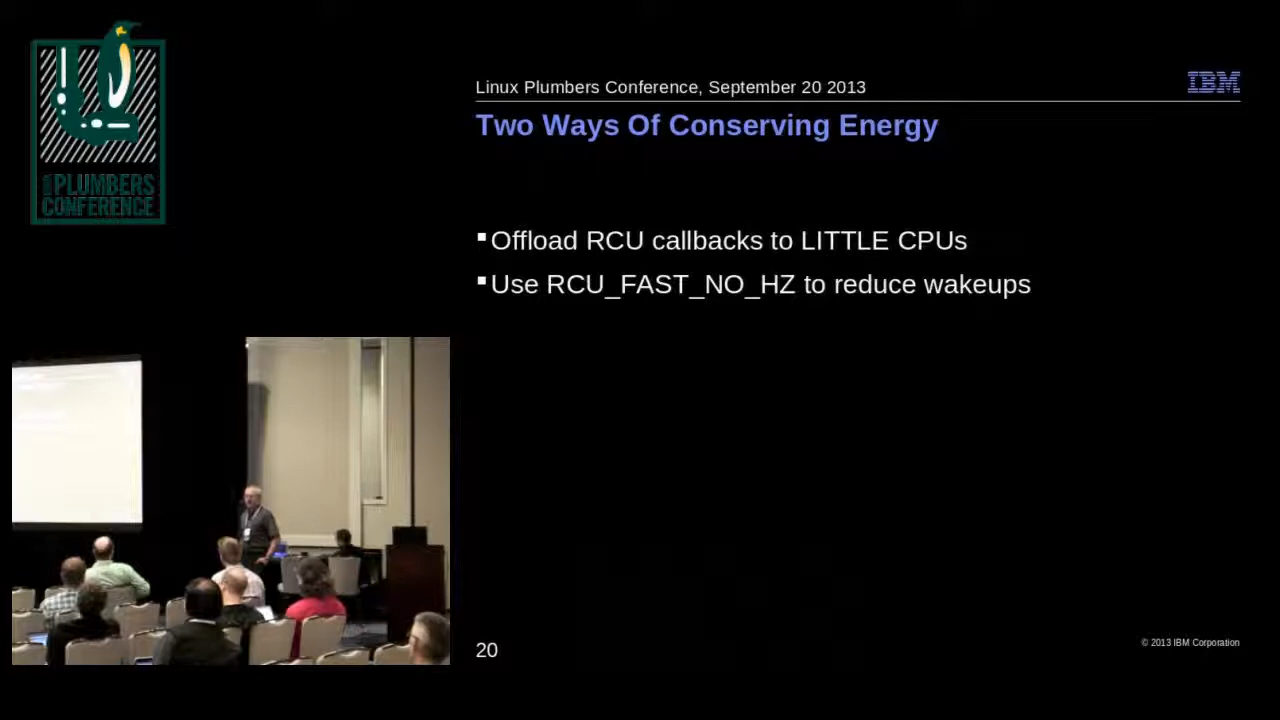 PLUMBERS
CONFERENCE
Linux Plumbers Conference, September 20 2013
IBM
Two Ways Of Conserving Energy
▪Offload RCU callbacks to LITTLE CPUs
▪Use RCU_FAST_NO_HZ to reduce wakeups
20
© 2013 IBM Corporation